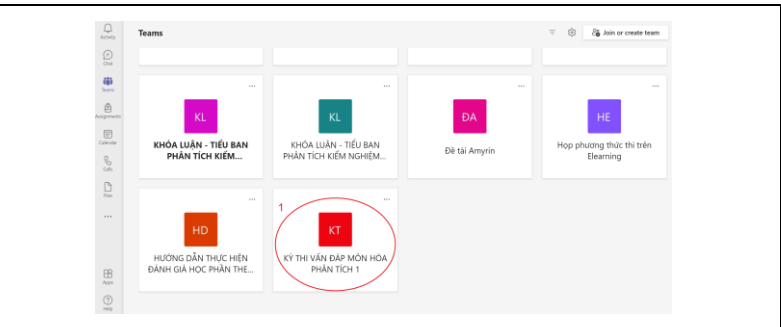 Activity
Teams
Join or create team
Chat
Teams
Assignments
Calendar
Calls
Files
...
Apps
Help
...
KL
KHÓA LUẬN - TIỂU BAN
PHÂN TÍCH KIỂM...
...
KL
KHÓA LUẬN - TIỂU BAN
PHÂN TÍCH KIỂM NGHIỆM...
...
ĐA
Đề tài Amyrin
...
HE
Họp phương thức thi trên
Elearning
...
HD
HƯỚNG DẪN THỰC HIỆN
ĐÁNH GIÁ HỌC PHẦN THE...
1
...
KT
KỲ THI VẤN ĐÁP MÔN HÓA
PHÂN TÍCH 1